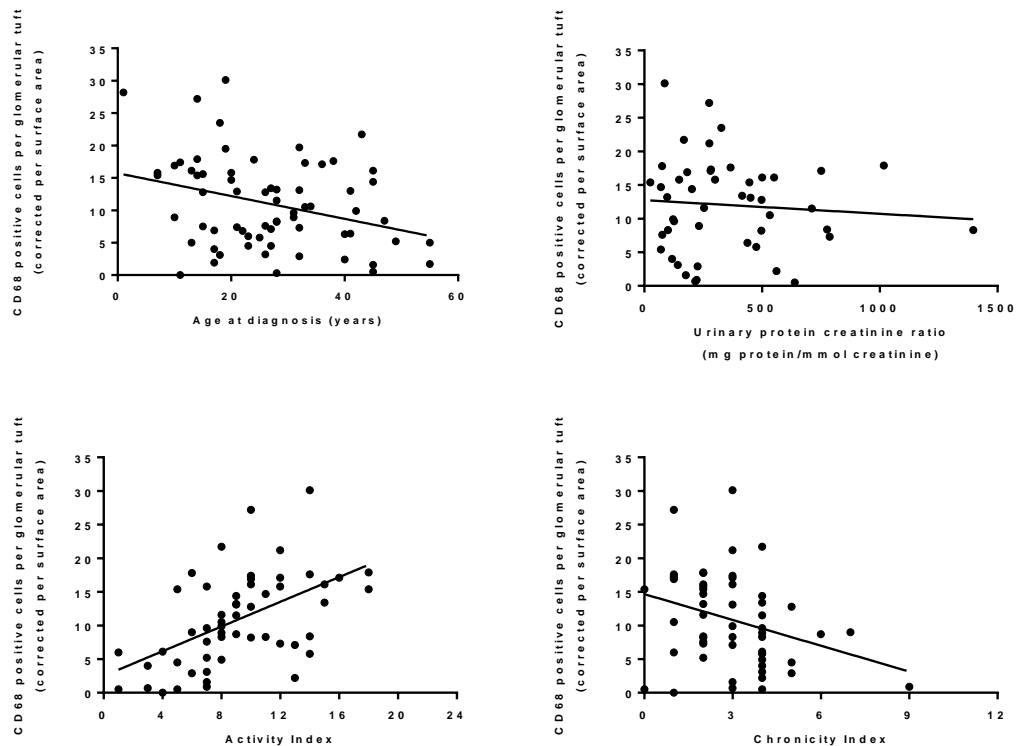 CD68 positive cells per glomerular tuft
(corrected per surface area)
35
30
25
20
15
10
5
0
0 20 40 60
Age at diagnosis (years)
CD68 positive cells per glomerular tuft
(corrected per surface area)
35
30
25
20
15
10
5
0
0 500 1000 1500
Urinary protein creatinine ratio
(mg protein/mmol creatinine)
CD68 positive cells per glomerular tuft
(corrected per surface area)
35
30
25
20
15
10
5
0
0 4 8 12 16 20 24
Activity Index
CD68 positive cells per glomerular tuft
(corrected per surface area)
35
30
25
20
15
10
5
0
0 3 6 9 12
Chronicity Index